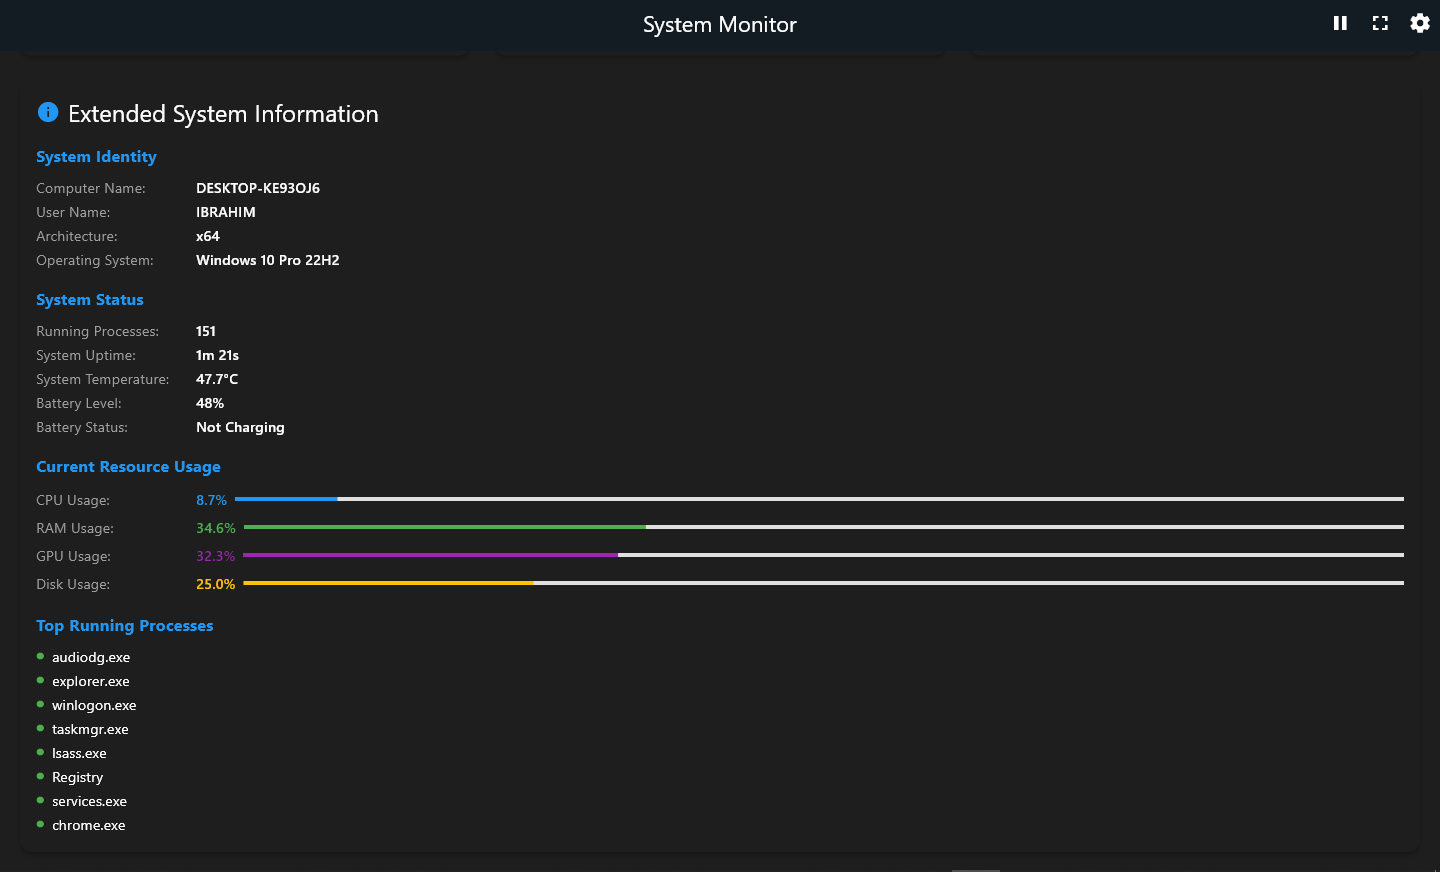 System Monitor
Extended System Information
System Identity
Computer Name: DESKTOP-KE93OJ6
User Name: IBRAHIM
Architecture: x64
Operating System: Windows 10 Pro 22H2
System Status
Running Processes: 151
System Uptime: 1m 21s
System Temperature: 47.7°C
Battery Level: 48%
Battery Status: Not Charging
Current Resource Usage
CPU Usage: 8.7%
RAM Usage: 34.6%
GPU Usage: 32.3%
Disk Usage: 25.0%
Top Running Processes
audiodg.exe
explorer.exe
winlogon.exe
taskmgr.exe
lsass.exe
Registry
services.exe
chrome.exe